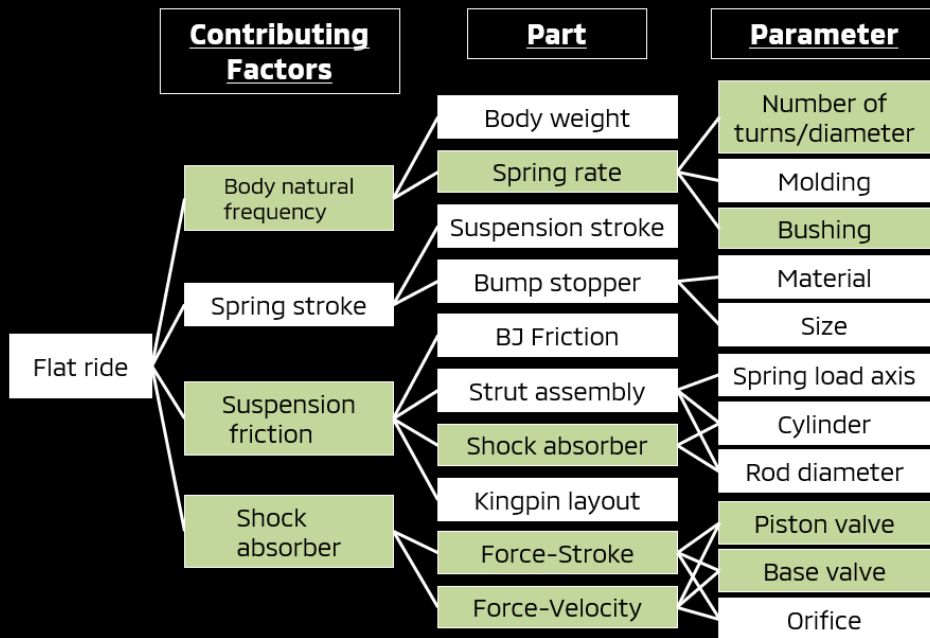 Contributing
Factors
Part
Parameter
Flat ride
Body natural
frequency
Spring stroke
Suspension
friction
Shock
absorber
Body weight
Spring rate
Suspension stroke
Bump stopper
BJ Friction
Strut assembly
Shock absorber
Kingpin layout
Force-Stroke
Force-Velocity
Number of
turns/diameter
Molding
Bushing
Material
Size
Spring load axis
Cylinder
Rod diameter
Piston valve
Base valve
Orifice